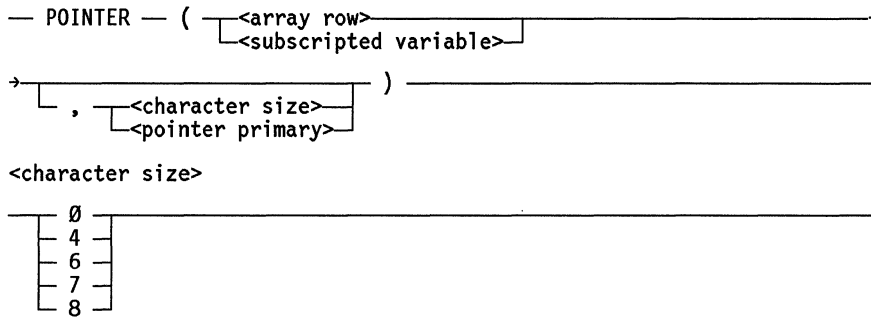 POINTER ( <array row>
<subscripted variable>
, <character size> )
<pointer primary>
<character size>
Ø
4
6
7
8